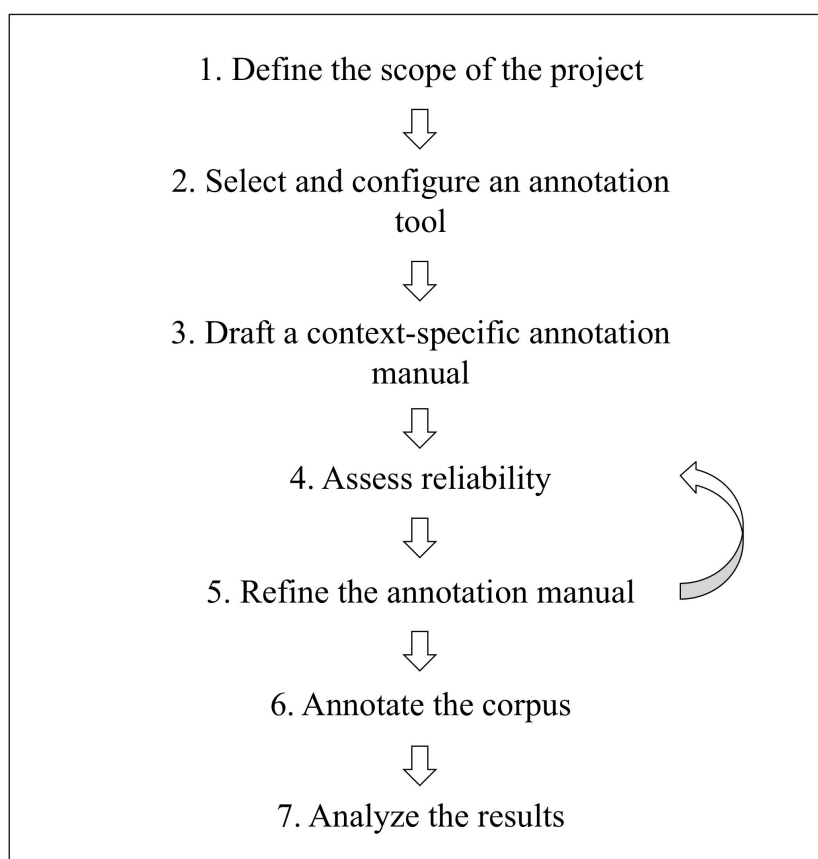 1. Define the scope of the project
2. Select and configure an annotation
tool
3. Draft a context-specific annotation
manual
4. Assess reliability
5. Refine the annotation manual
6. Annotate the corpus
7. Analyze the results